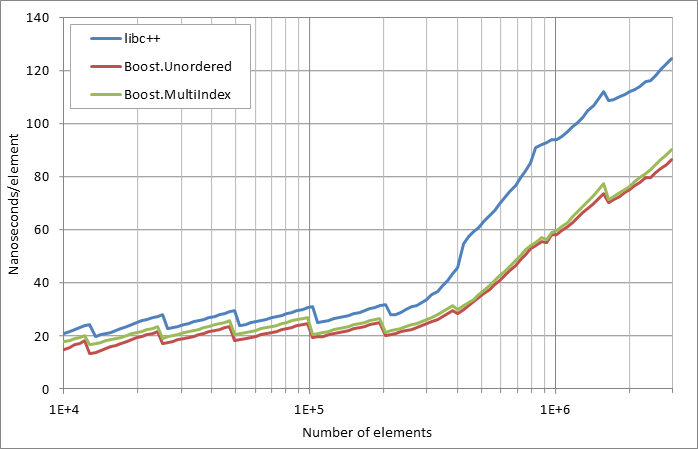 140
120
100
80
60
40
20
0
Nanoseconds/element
libc++
Boost.Unordered
Boost.MultiIndex
1E+4 1E+5 1E+6
Number of elements